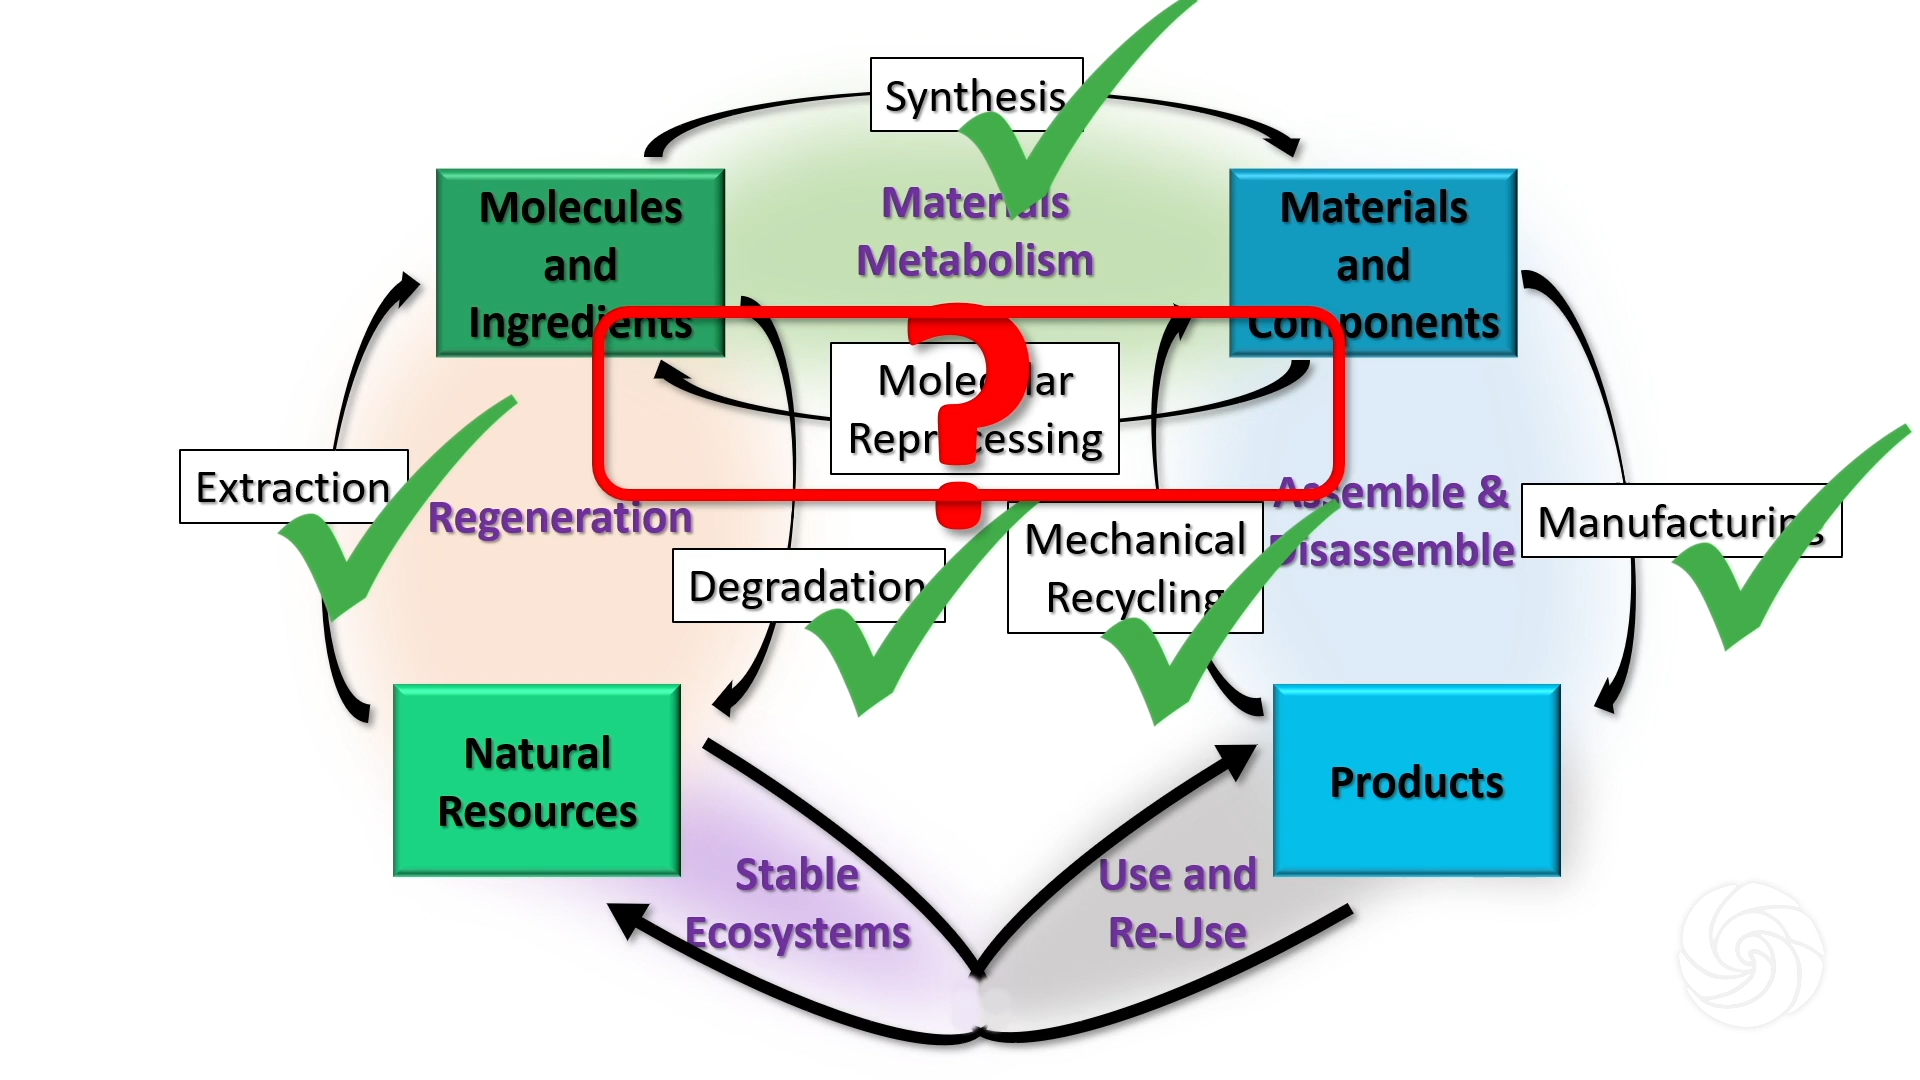 Synthesis
Molecules
and
Ingredients
Materials
Metabolism
Materials
and
Components
Molecular
Reprocessing
?
Extraction
Regeneration
Degradation
Mechanical
Recycling
Assemble &
Disassemble
Manufacturing
Natural
Resources
Products
Stable
Ecosystems
Use and
Re-Use